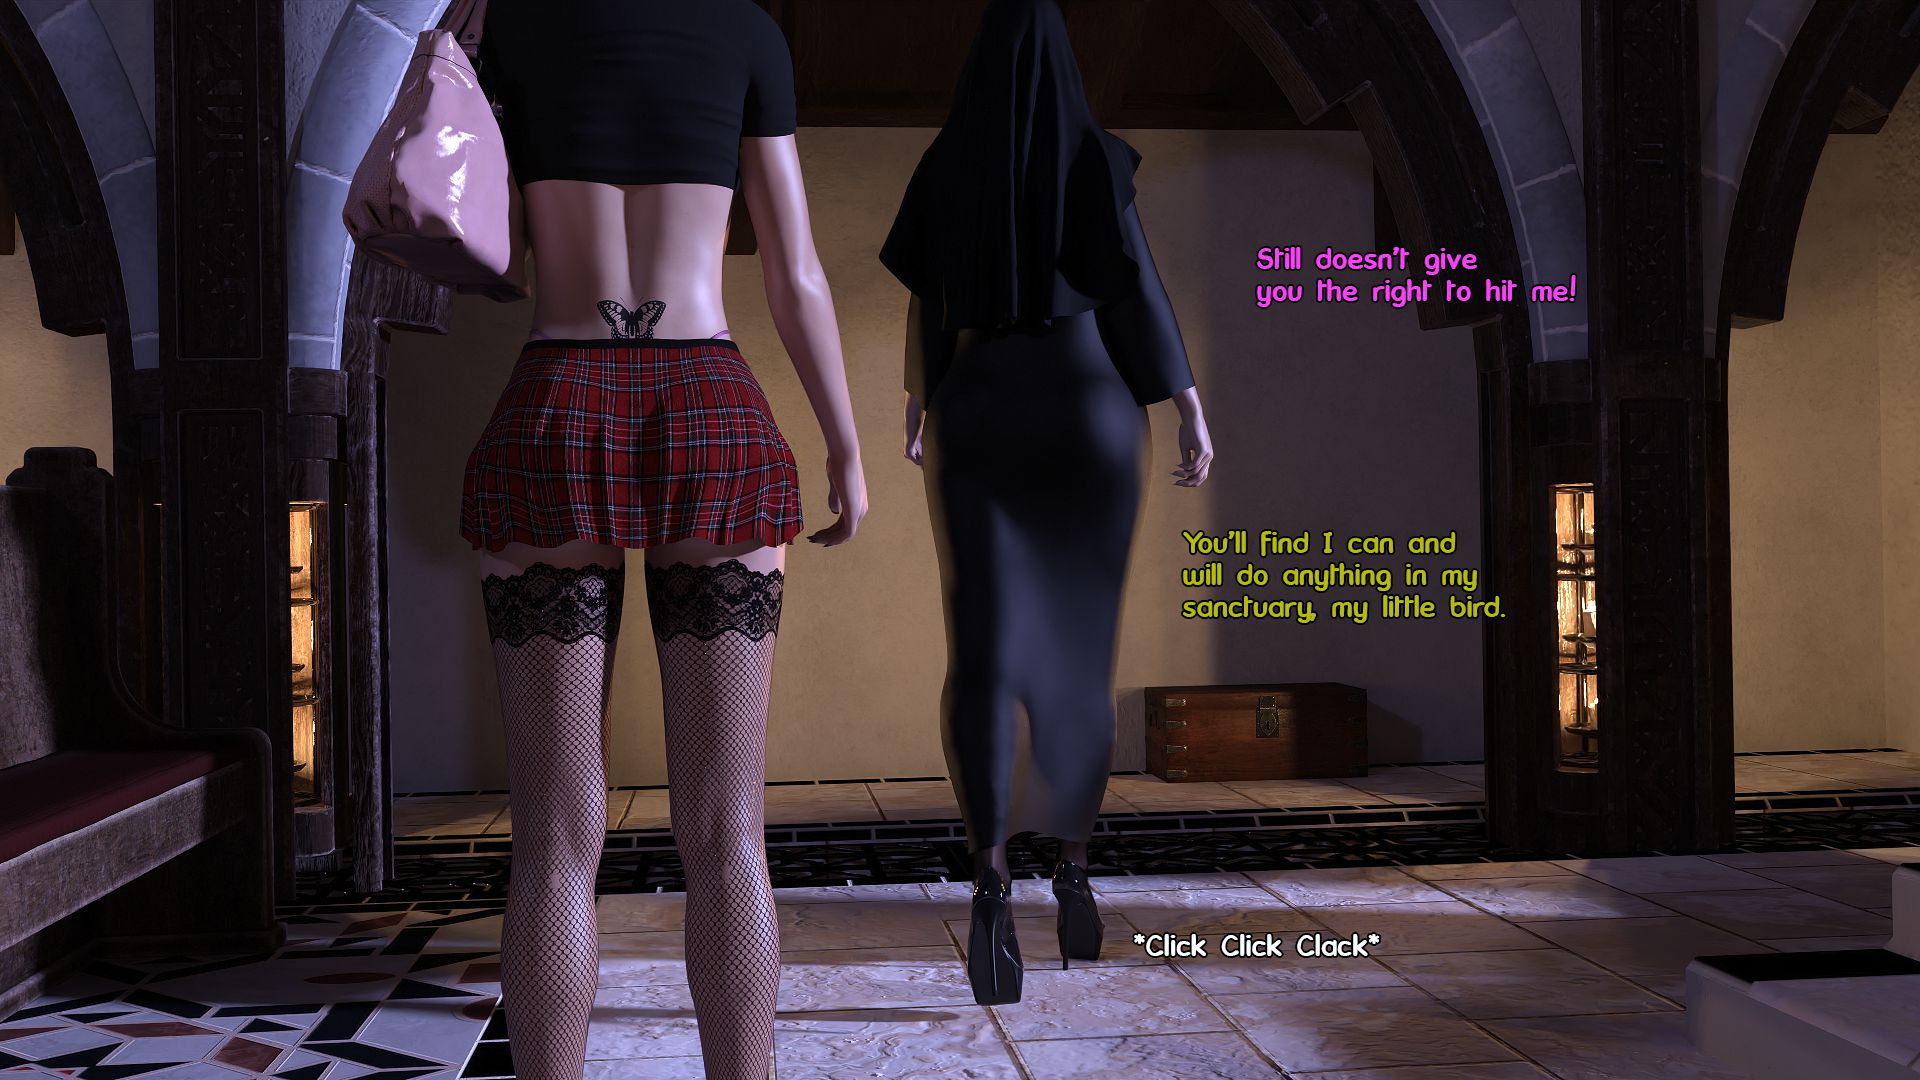 Still doesn't give
you the right to hit me!
You'll find I can and
will do anything in my
sanctuary, my little bird.
*Click Click Clack*